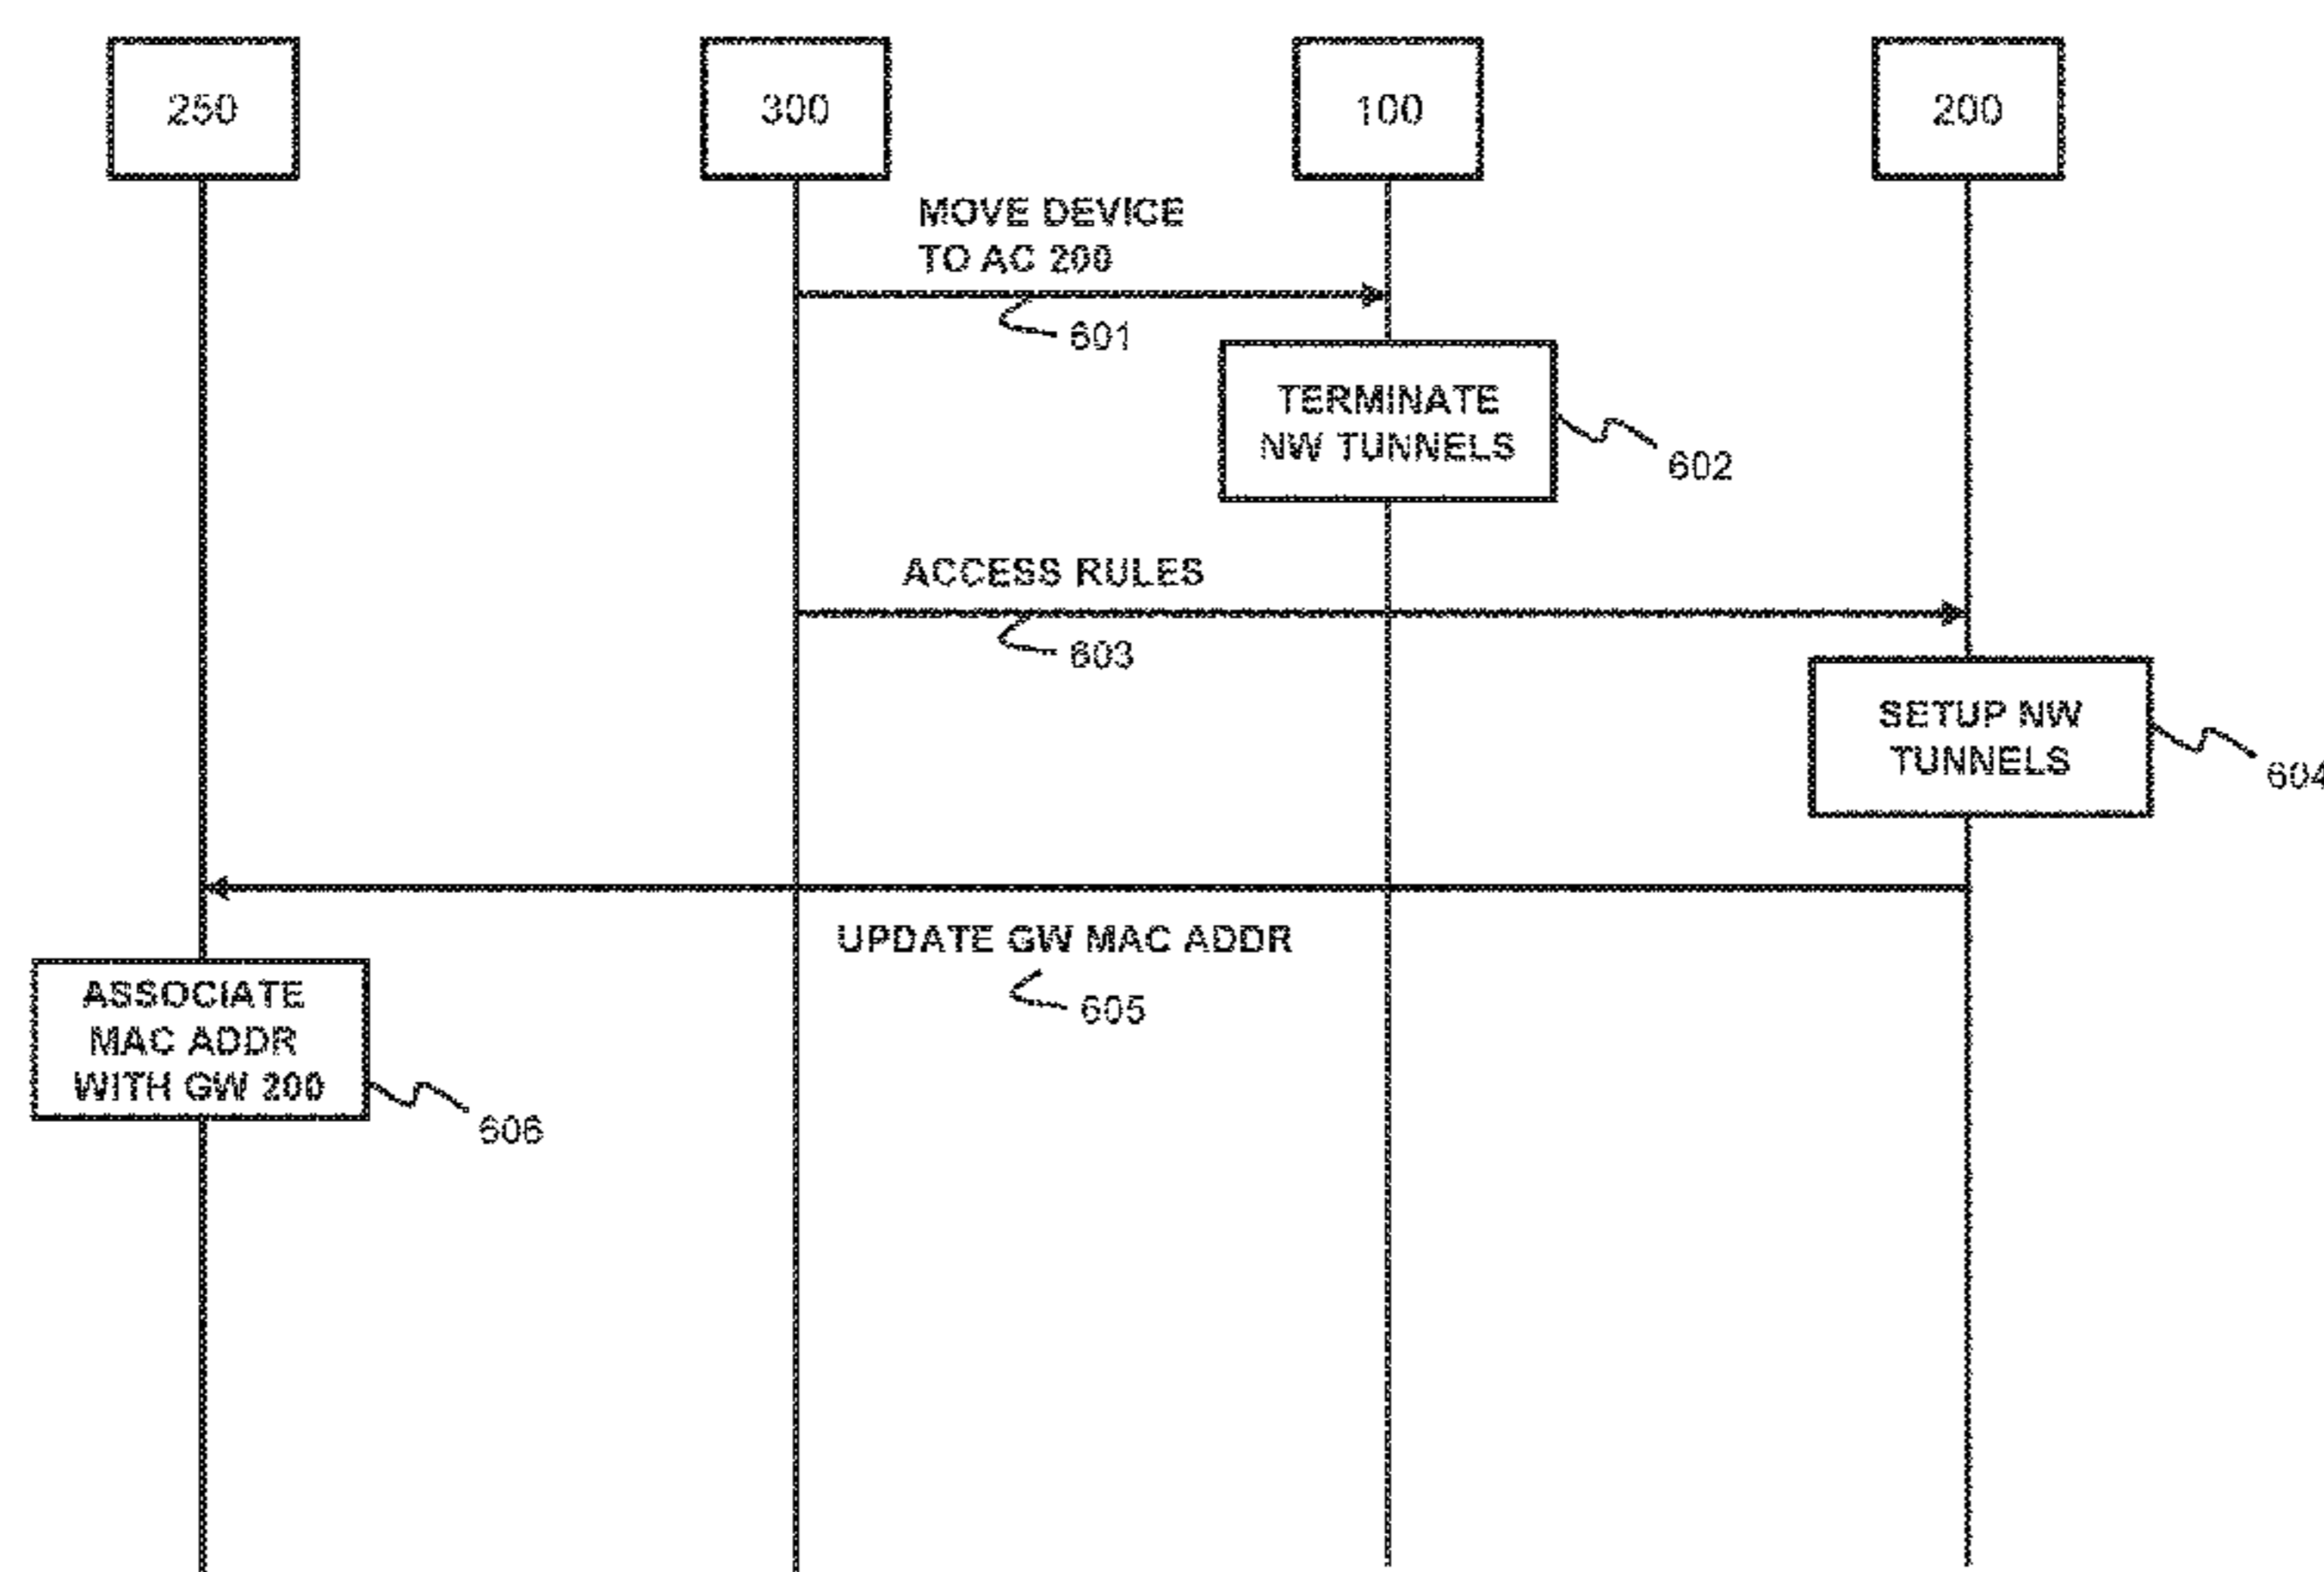 250
300
100
200
MOVE DEVICE
TO AC 200
601
TERMINATE
NW TUNNELS
602
ACCESS RULES
603
SETUP NW
TUNNELS
604
UPDATE GW MAC ADDR
605
ASSOCIATE
MAC ADDR
WITH GW 200
606